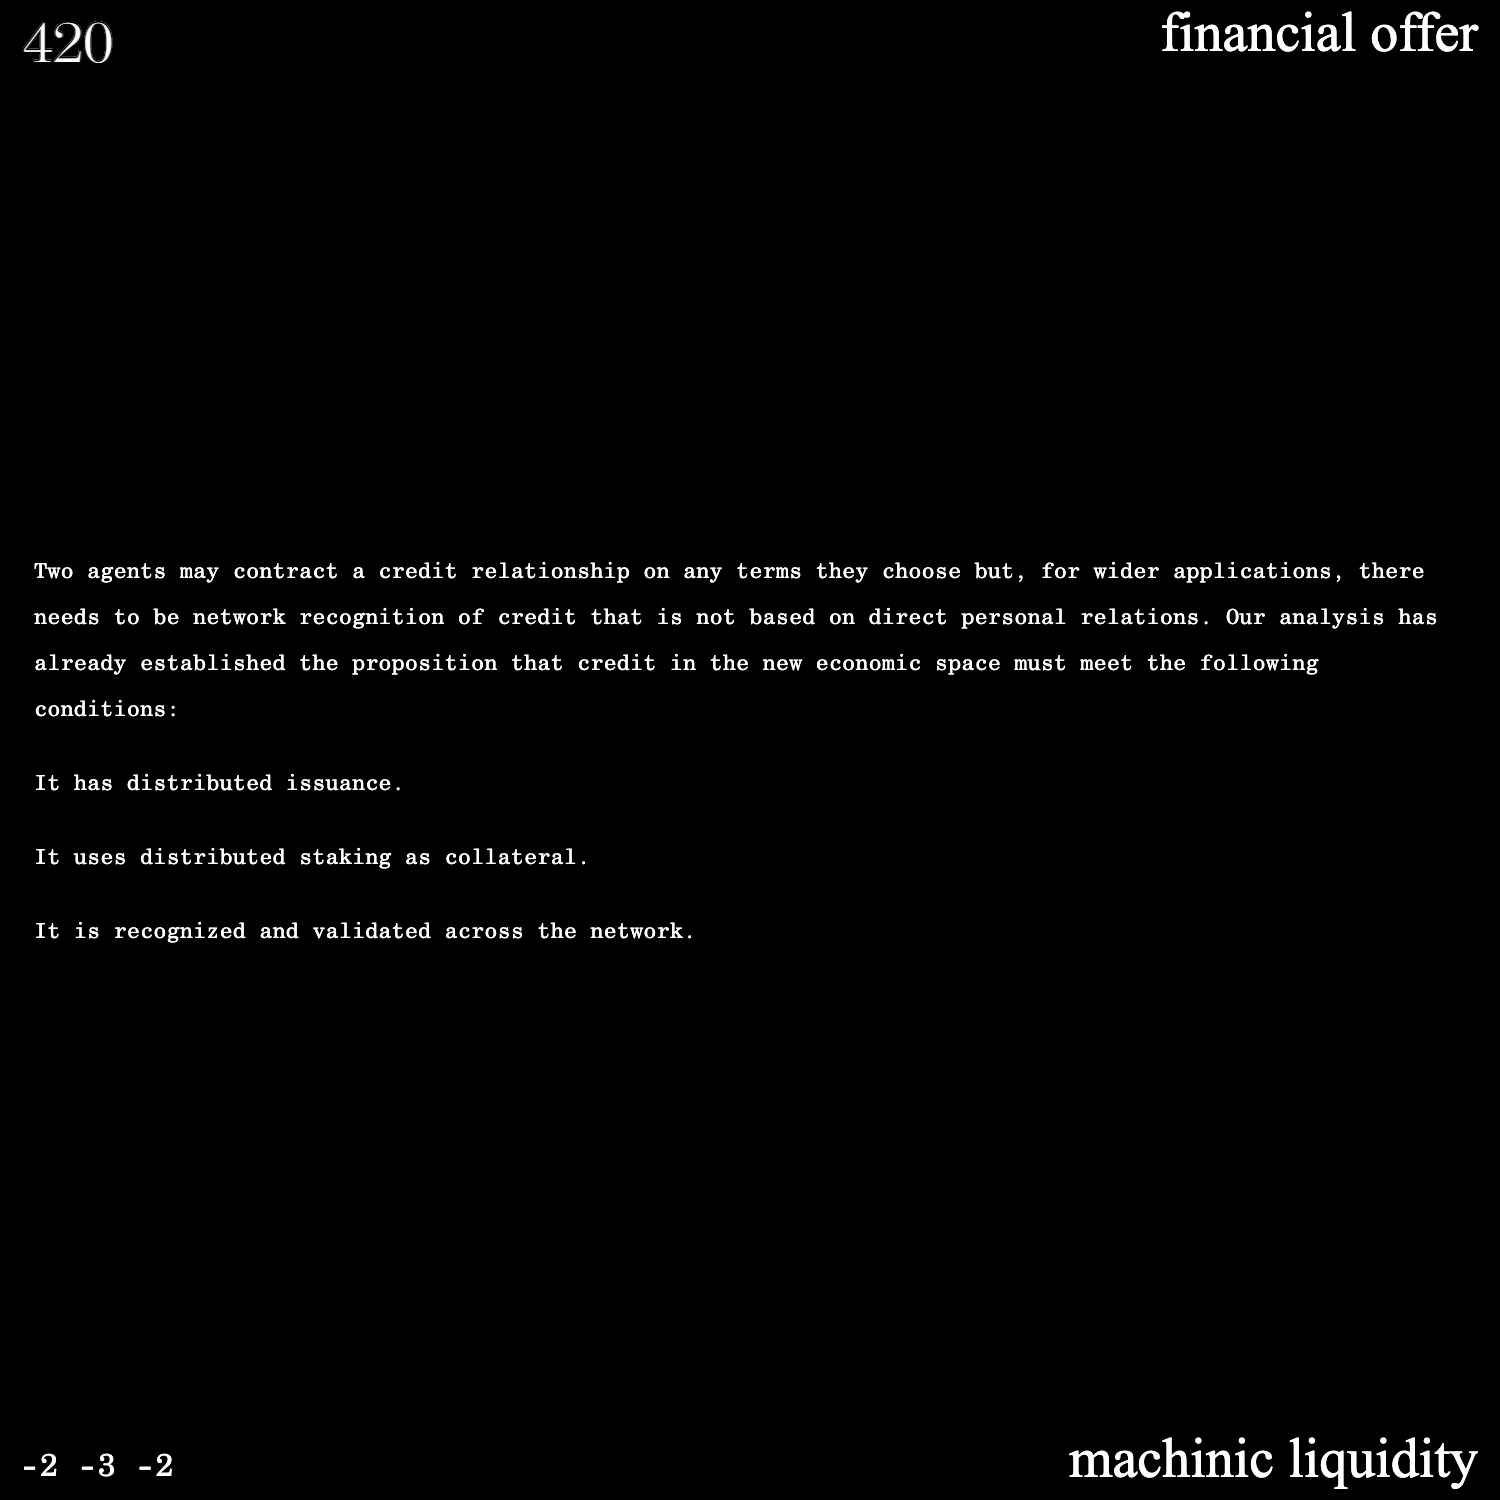 420
financial offer
Two agents may contract a credit relationship on any terms they choose but, for wider applications, there
needs to be network recognition of credit that is not based on direct personal relations. Our analysis has
already established the proposition that credit in the new economic space must meet the following
conditions:
It has distributed issuance.
It uses distributed staking as collateral.
It is recognized and validated across the network.
-2 -3 -2
machinic liquidity